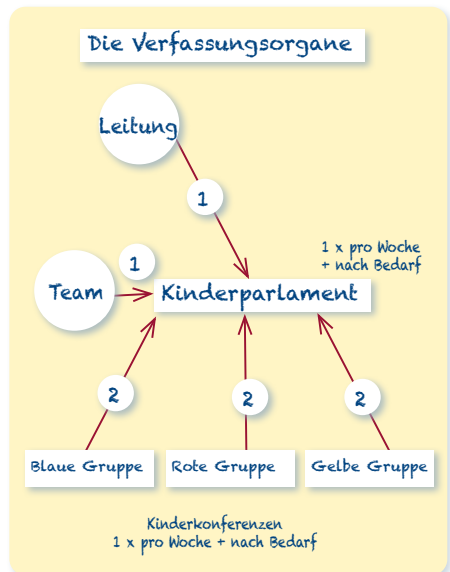 Die Verfassungsorgane
Leitung
1
1 x pro Woche
+ nach Bedarf
1
Team
Kinderparlament
2
2
2
Blaue Gruppe
Rote Gruppe
Gelbe Gruppe
Kinderkonferenzen
1 x pro Woche + nach Bedarf